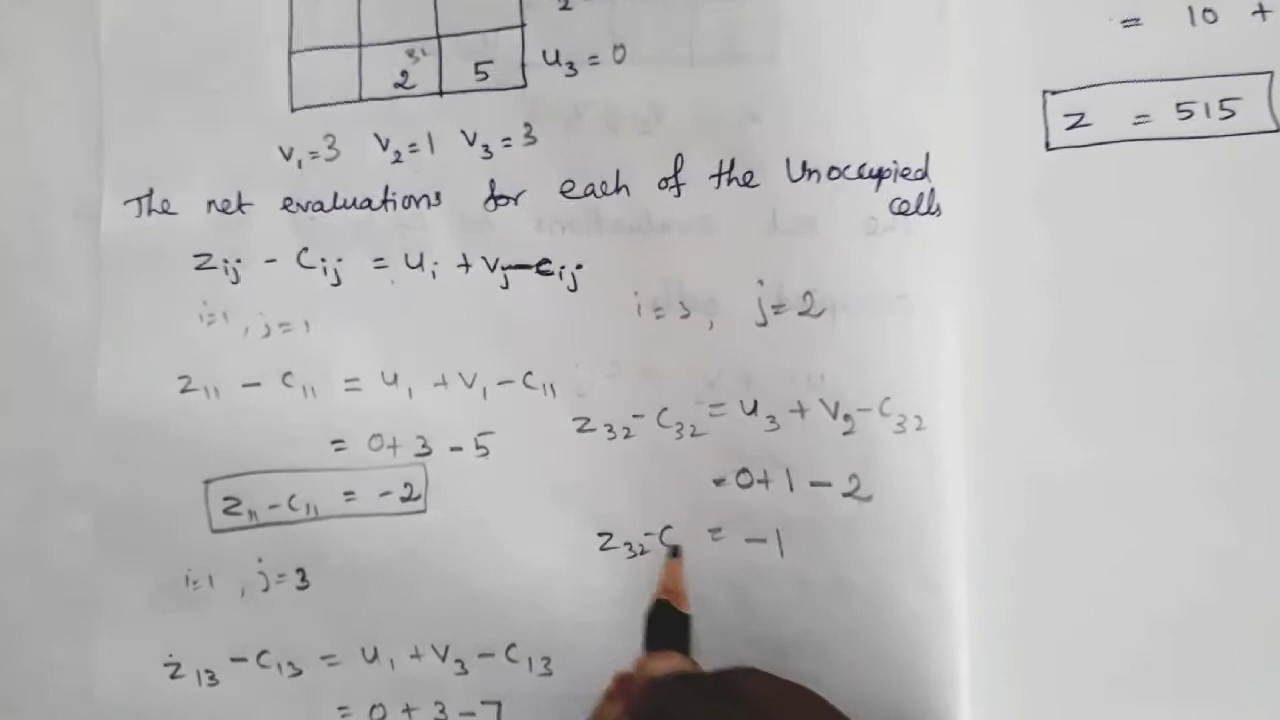 2
31
2 5 u₃ = 0
v₁=3 v₂=1 v₃=3
The net evaluations for each of the Unoccupied cells
zij - cij = ui + vj - cij
i=1, j=1
z₁₁ - c₁₁ = u₁ + v₁ - c₁₁
= 0+ 3 - 5
z₁₁ - c₁₁ = -2
i=1, j=3
z₁₃ - c₁₃ = u₁ + v₃ - c₁₃
= 0 + 3 - 7
i=3, j=2
z₃₂ - c₃₂ = u₃ + v₂ - c₃₂
= 0+1 - 2
z₃₂ - c = -1
= 10 +
z = 515